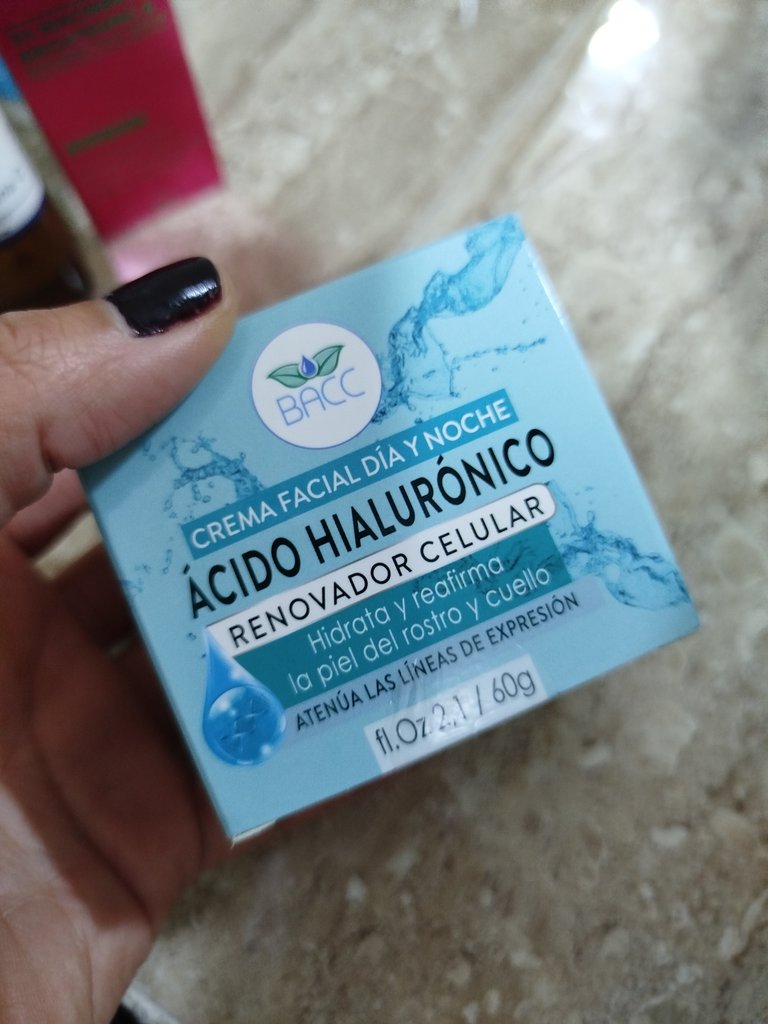 BACC
CREMA FACIAL DÍA Y NOCHE
ÁCIDO HIALURÓNICO
RENOVADOR CELULAR
Hidrata y reafirma
la piel del rostro y cuello
ATENÚA LAS LÍNEAS DE EXPRESIÓN
fl.Oz 2.1 / 60g